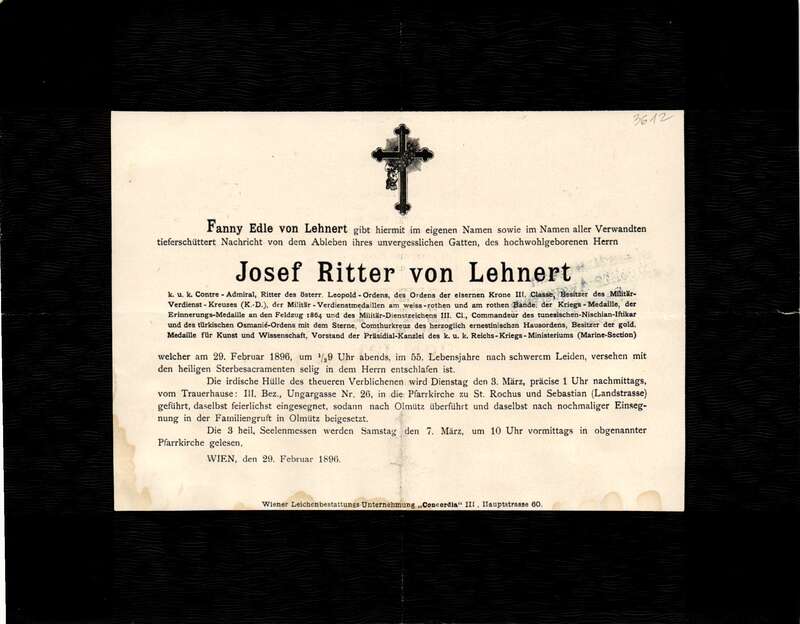 3612
Fanny Edle von Lehnert gibt hiermit im eigenen Namen sowie im Namen aller Verwandten
tieferschüttert Nachricht von dem Ableben ihres unvergesslichen Gatten, des hochwohlgeborenen Herrn
Josef Ritter von Lehnert
k. u. k. Contre-Admiral, Ritter des österr. Leopold-Ordens, des Ordens der eisernen Krone III. Classe, Besitzer des Militär-
Verdienst-Kreuzes (K.-D.), der Militär-Verdienstmedaillen am weiss-rothen und am rothen Bande, der Kriegs-Medaille, der
Erinnerungs-Medaille an den Feldzug 1864 und des Militär-Dienstzeichens III. Cl., Commandeur des tunesischen-Nischian-Iftikar
und des türkischen Osmanié-Ordens mit dem Sterne, Comthurkreuz des herzoglich ernestinischen Hausordens, Besitzer der gold.
Medaille für Kunst und Wissenschaft, Vorstand der Präsidial-Kanzlei des k. u. k. Reichs-Kriegs-Ministeriums (Marine-Section)
welcher am 29. Februar 1896, um ½9 Uhr abends, im 55. Lebensjahre nach schwerem Leiden, versehen mit
den heiligen Sterbesacramenten selig in dem Herrn entschlafen ist.
Die irdische Hülle des theueren Verblichenen wird Dienstag den 3. März, präcise 1 Uhr nachmittags,
vom Trauerhause: III. Bez., Ungargasse Nr. 26, in die Pfarrkirche zu St. Rochus und Sebastian (Landstrasse)
geführt, daselbst feierlichst eingesegnet, sodann nach Olmütz überführt und daselbst nach nochmaliger Einseg-
nung in der Familiengruft in Olmütz beigesetzt.
Die 3 heil. Seelenmessen werden Samstag den 7. März, um 10 Uhr vormittags in obgenannter
Pfarrkirche gelesen.
WIEN, den 29. Februar 1896.
Wiener Leichenbestattungs-Unternehmung „Concordia" III., Hauptstrasse 60.